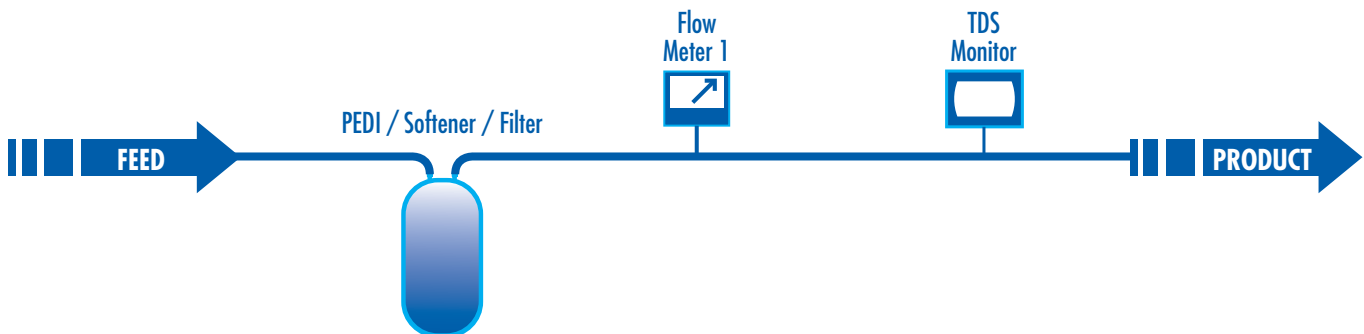 Flow
Meter 1
TDS
Monitor
PEDI / Softener / Filter
FEED
PRODUCT